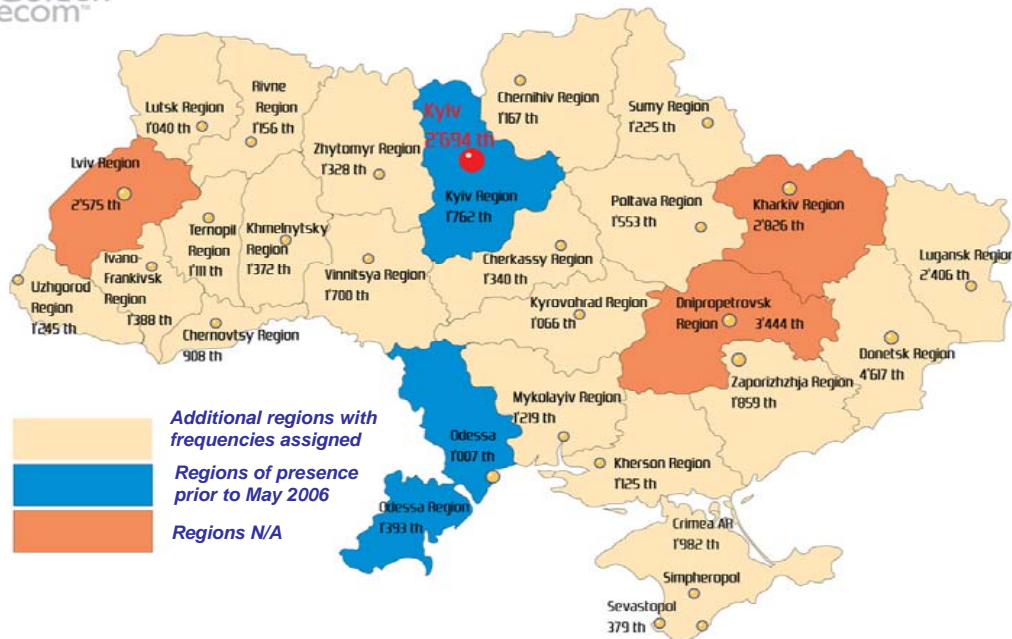 ecom™
Rivne
Region
1'156 th
Lutsk Region
1'040 th
Lviv Region
2'575 th
Zhytomyr Region
1'328 th
Kyiv
2'694 th
Kyiv Region
1'762 th
Chernihiv Region
1'167 th
Sumy Region
1'225 th
Poltava Region
1'553 th
Kharkiv Region
2'826 th
Lugansk Region
2'406 th
Uzhgorod
Region
1'245 th
Ivano-
Frankivsk
Region
1'388 th
Ternopil
Region
1'111 th
Khmelnytsky
Region
1'372 th
Vinnitsya Region
1'700 th
Cherkassy Region
1'340 th
Kyrovohrad Region
1'066 th
Dnipropetrovsk
Region 3'444 th
Donetsk Region
4'617 th
Chernovtsy Region
908 th
Zaporizhzhja Region
1'859 th
Mykolayiv Region
1'219 th
Odessa
1'007 th
Odessa Region
1'393 th
Kherson Region
1'125 th
Crimea AR
1'982 th
Simpheropol
Sevastopol
379 th
Additional regions with
frequencies assigned
Regions of presence
prior to May 2006
Regions N/A